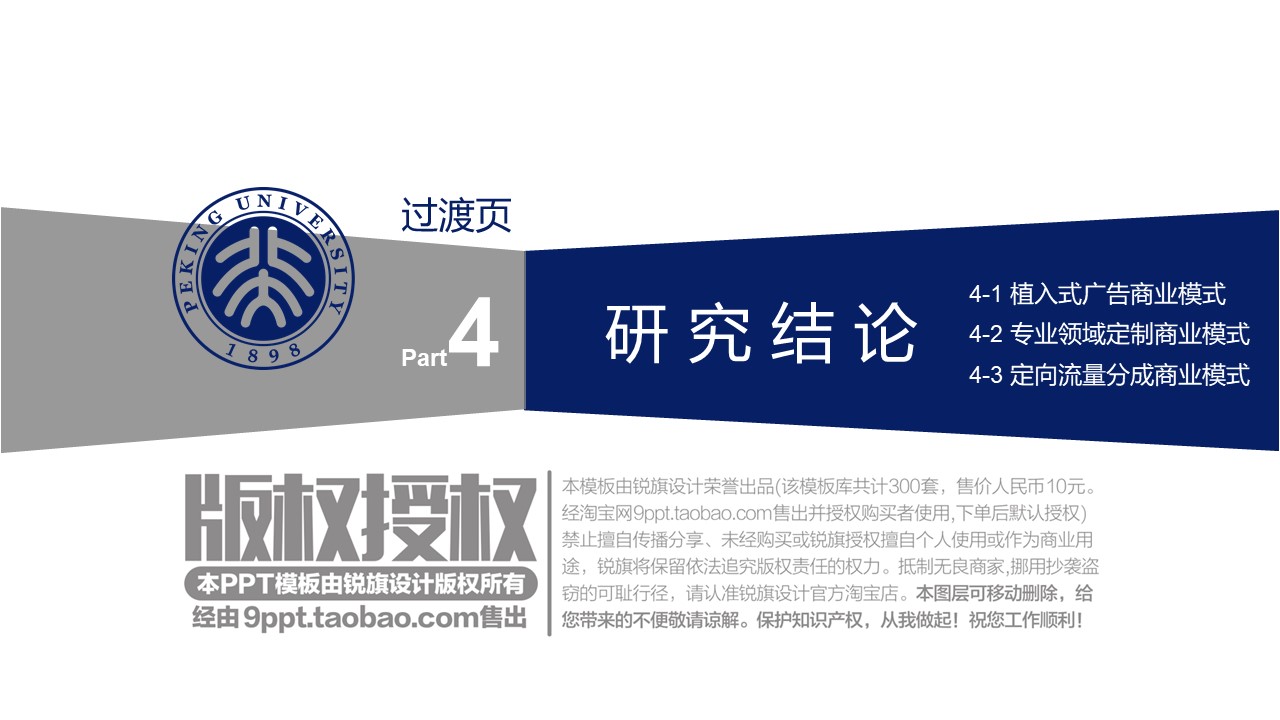 PEKING UNIVERSITY
1898
过渡页
Part4
研究结论
4-1 植入式广告商业模式
4-2 专业领域定制商业模式
4-3 定向流量分成商业模式
版权授权
本PPT模板由锐旗设计版权所有
经由9ppt.taobao.com售出
本模板由锐旗设计荣誉出品(该模板库共计300套，售价人民币10元。
经淘宝网9ppt.taobao.com售出并授权购买者使用,下单后默认授权)
禁止擅自传播分享、未经购买或锐旗授权擅自个人使用或作为商业用
途，锐旗将保留依法追究版权责任的权力。抵制无良商家,挪用抄袭盗
窃的可耻行径，请认准锐旗设计官方淘宝店。本图层可移动删除，给
您带来的不便敬请谅解。保护知识产权，从我做起！祝您工作顺利！